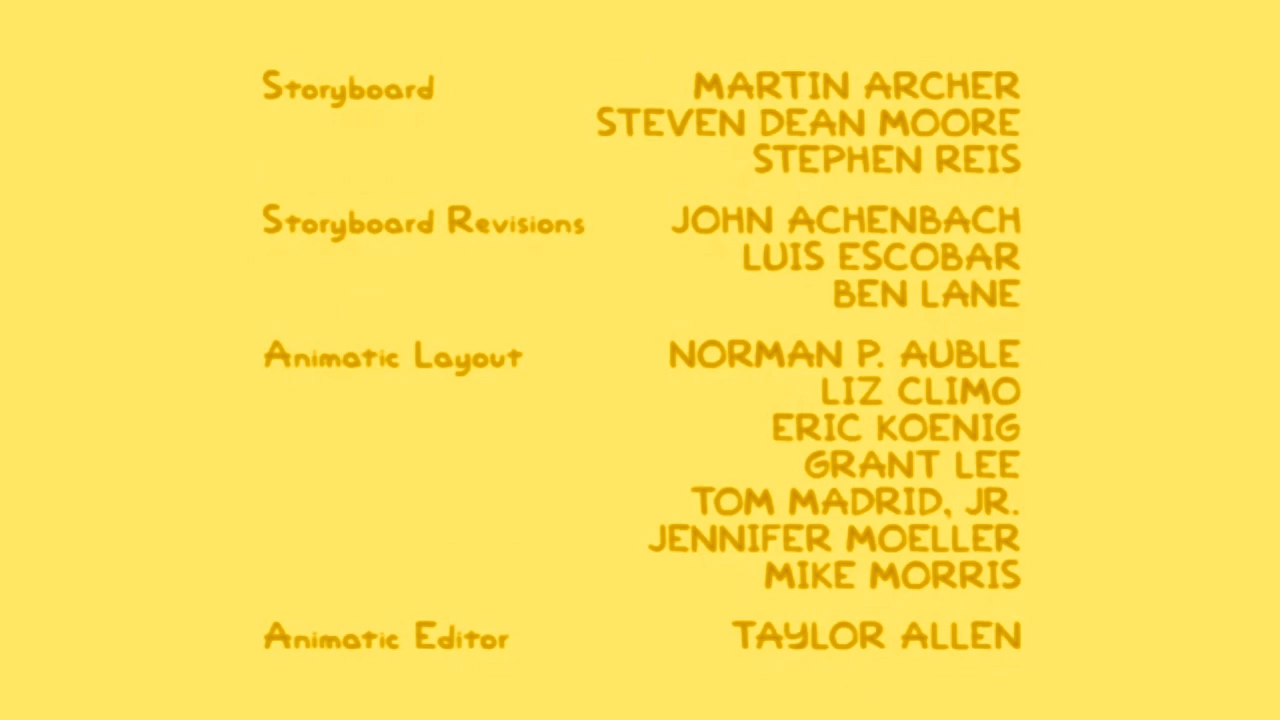 Storyboard MARTIN ARCHER
STEVEN DEAN MOORE
STEPHEN REIS
Storyboard Revisions JOHN ACHENBACH
LUIS ESCOBAR
BEN LANE
Animatic Layout NORMAN P. AUBLE
LIZ CLIMO
ERIC KOENIG
GRANT LEE
TOM MADRID, JR.
JENNIFER MOELLER
MIKE MORRIS
Animatic Editor TAYLOR ALLEN